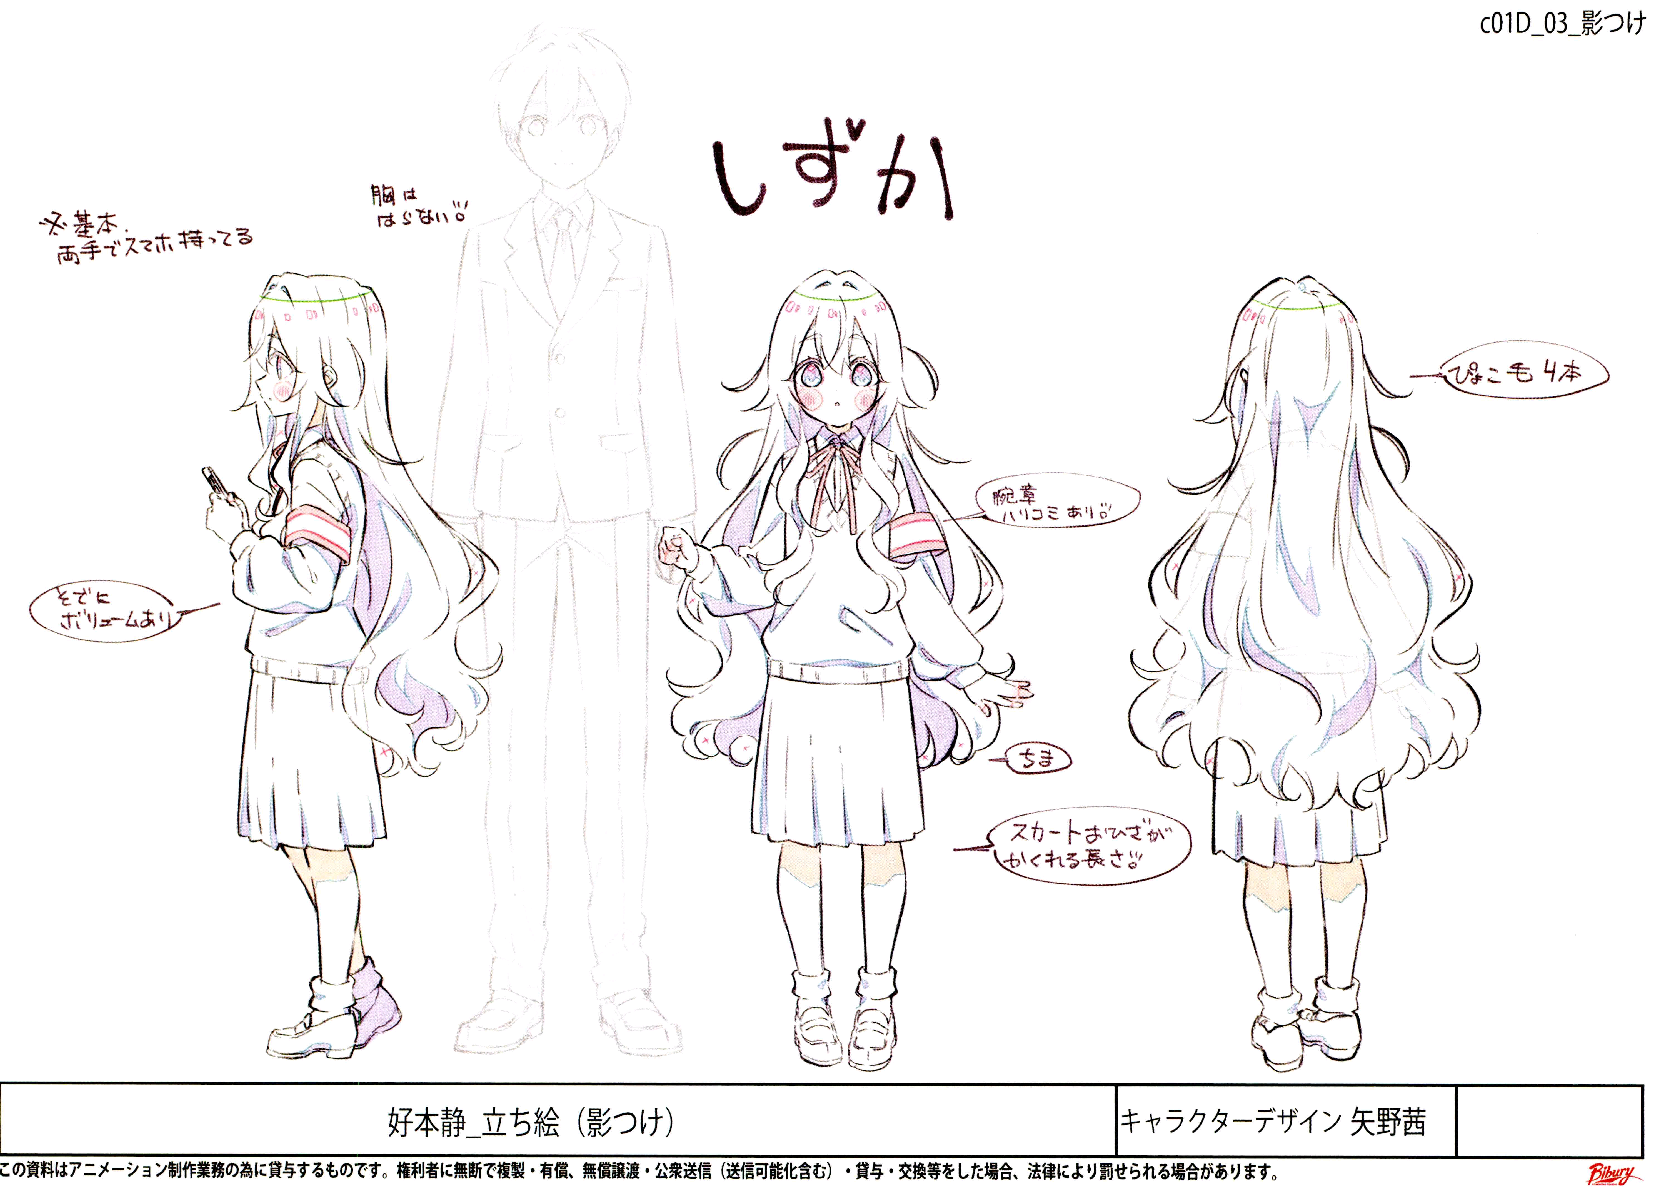 c01D_03_影つけ
しずか
※基本.
両手でスマホ持ってる
胸は
はらない!!
ぴょこ毛4本
腕章
ハリコミあり!!
そでに
ボリュームあり
ちま
スカートおひざが
かくれる長さ!!
好本静_立ち絵（影つけ）
キャラクターデザイン 矢野茜
この資料はアニメーション制作業務の為に貸与するものです。権利者に無断で複製・有償、無償譲渡・公衆送信（送信可能化含む）・貸与・交換等をした場合、法律により罰せられる場合があります。
Bibury